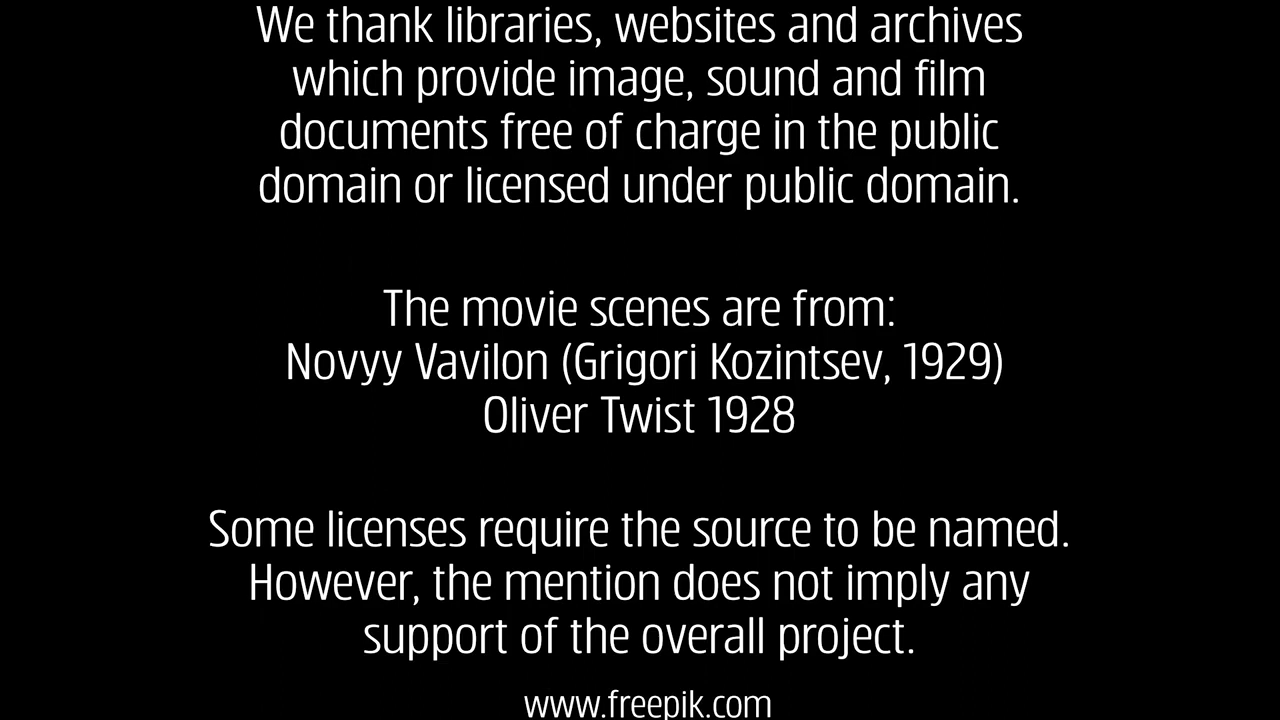 We thank libraries, websites and archives
which provide image, sound and film
documents free of charge in the public
domain or licensed under public domain.
The movie scenes are from:
Novyy Vavilon (Grigori Kozintsev, 1929)
Oliver Twist 1928
Some licenses require the source to be named.
However, the mention does not imply any
support of the overall project.
www.freepik.com